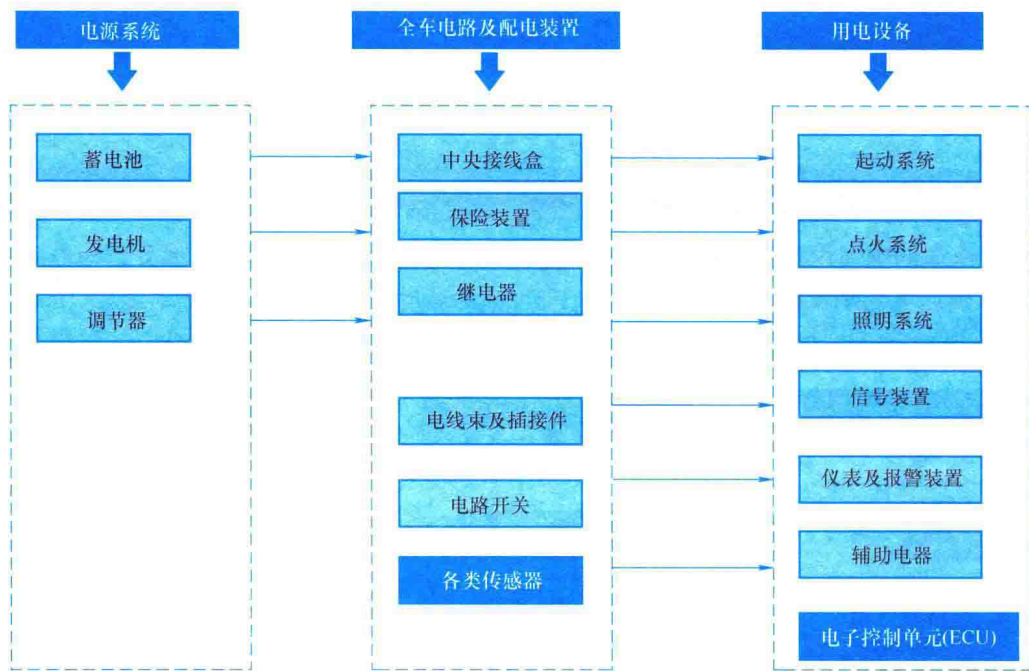 电源系统
全车电路及配电装置
用电设备
蓄电池
发电机
调节器
中央接线盒
保险装置
继电器
电线束及插接件
电路开关
各类传感器
起动系统
点火系统
照明系统
信号装置
仪表及报警装置
辅助电器
电子控制单元(ECU)